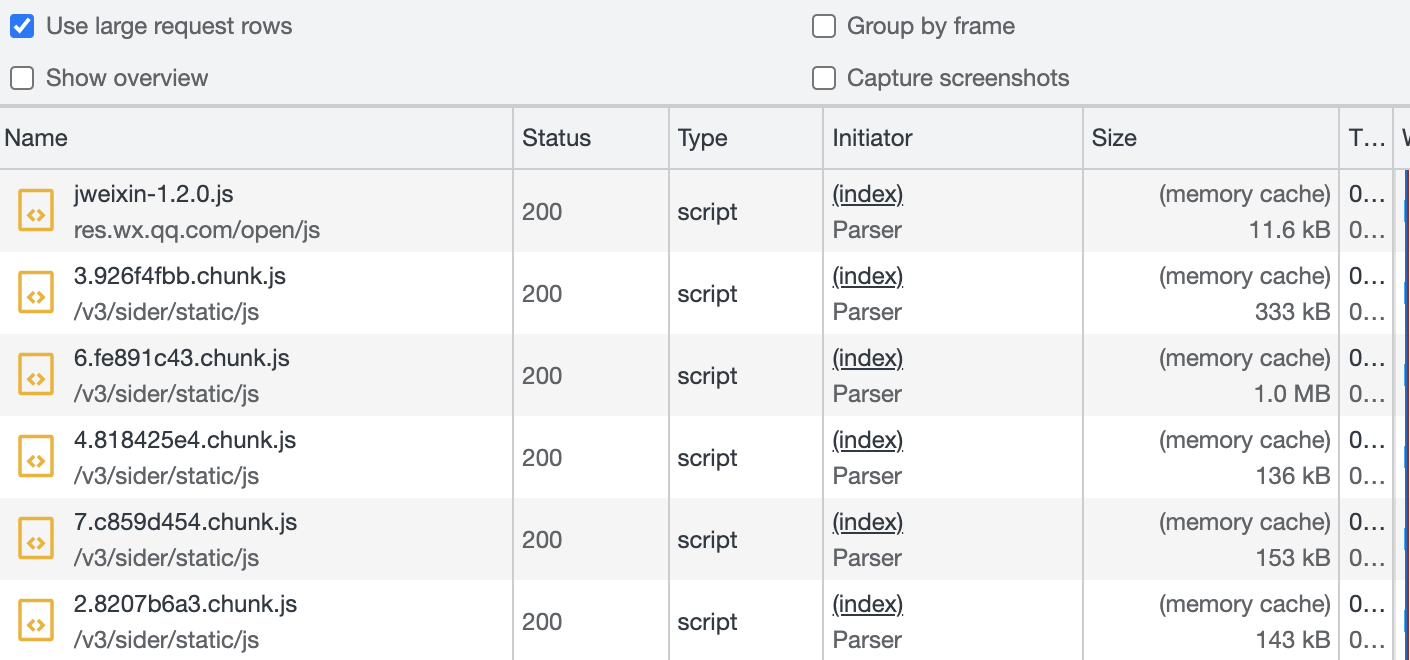 Use large request rows
Group by frame
Show overview
Capture screenshots
Name Status Type Initiator Size T...
jweixin-1.2.0.js
res.wx.qq.com/open/js
200 script
(index)
Parser
(memory cache)
11.6 kB
0...
0...
3.926f4fbb.chunk.js
/v3/sider/static/js
200 script
(index)
Parser
(memory cache)
333 kB
0...
0...
6.fe891c43.chunk.js
/v3/sider/static/js
200 script
(index)
Parser
(memory cache)
1.0 MB
0...
0...
4.818425e4.chunk.js
/v3/sider/static/js
200 script
(index)
Parser
(memory cache)
136 kB
0...
0...
7.c859d454.chunk.js
/v3/sider/static/js
200 script
(index)
Parser
(memory cache)
153 kB
0...
0...
2.8207b6a3.chunk.js
/v3/sider/static/js
200 script
(index)
Parser
(memory cache)
143 kB
0...
0...